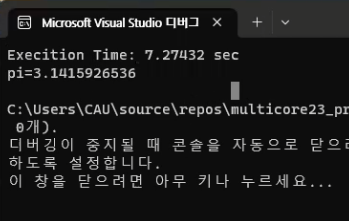 Microsoft Visual Studio 디버그
Execition Time: 7.27432 sec
pi=3.1415926536
C:\Users\CAU\source\repos\multicore23_pr
0개).
디버깅이 중지될 때 콘솔을 자동으로 닫으려
하도록 설정합니다.
이 창을 닫으려면 아무 키나 누르세요...